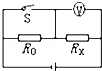 S V
R₀ Rₓ